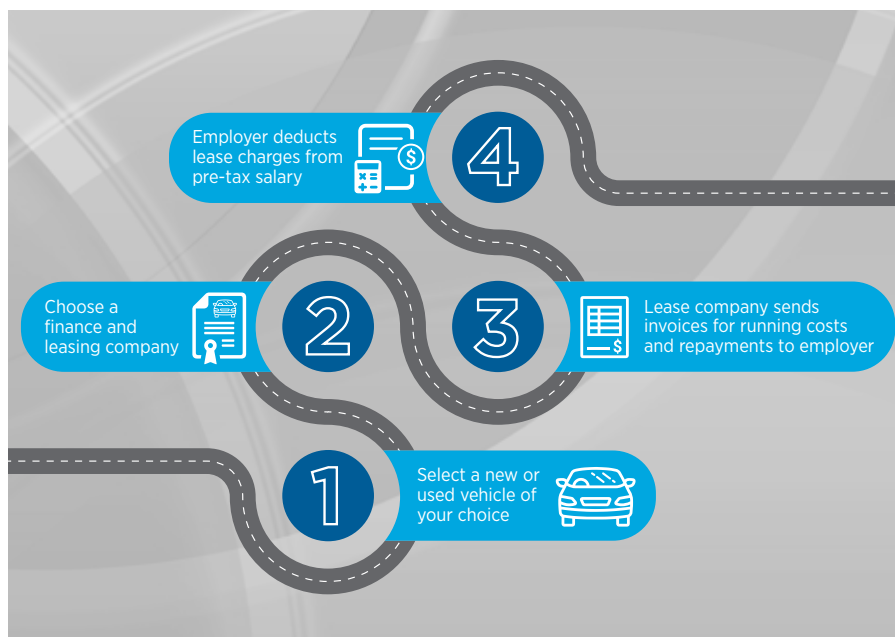 4
Employer deducts
lease charges from
pre-tax salary
$
2
Choose a
finance and
leasing company
3
Lease company sends
invoices for running costs
and repayments to employer
$
1
Select a new or
used vehicle of
your choice